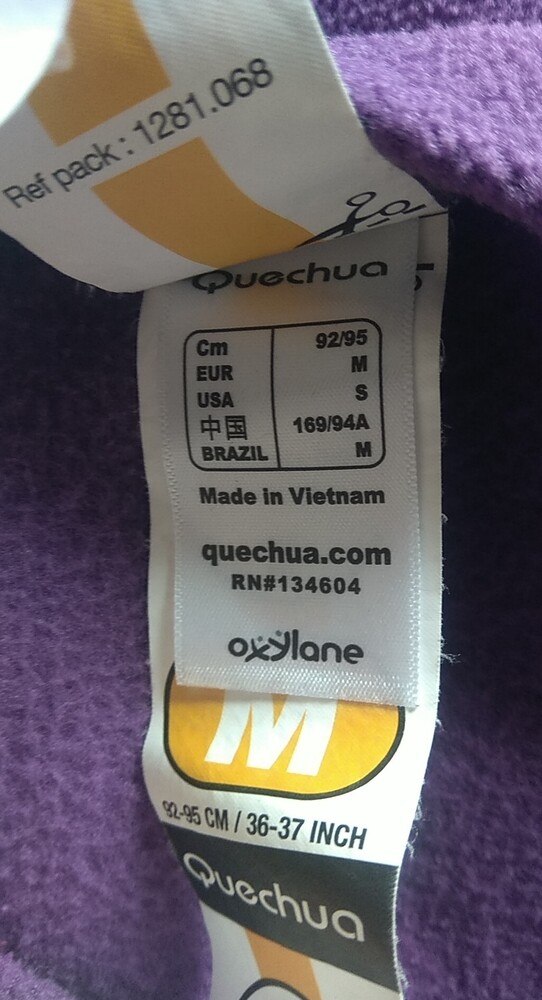 Ref pack : 1281.068
Quechua
Cm 92/95
EUR M
USA S
中国 169/94A
BRAZIL M
Made in Vietnam
quechua.com
RN#134604
oxylane
M
92-95 CM / 36-37 INCH
Quechua